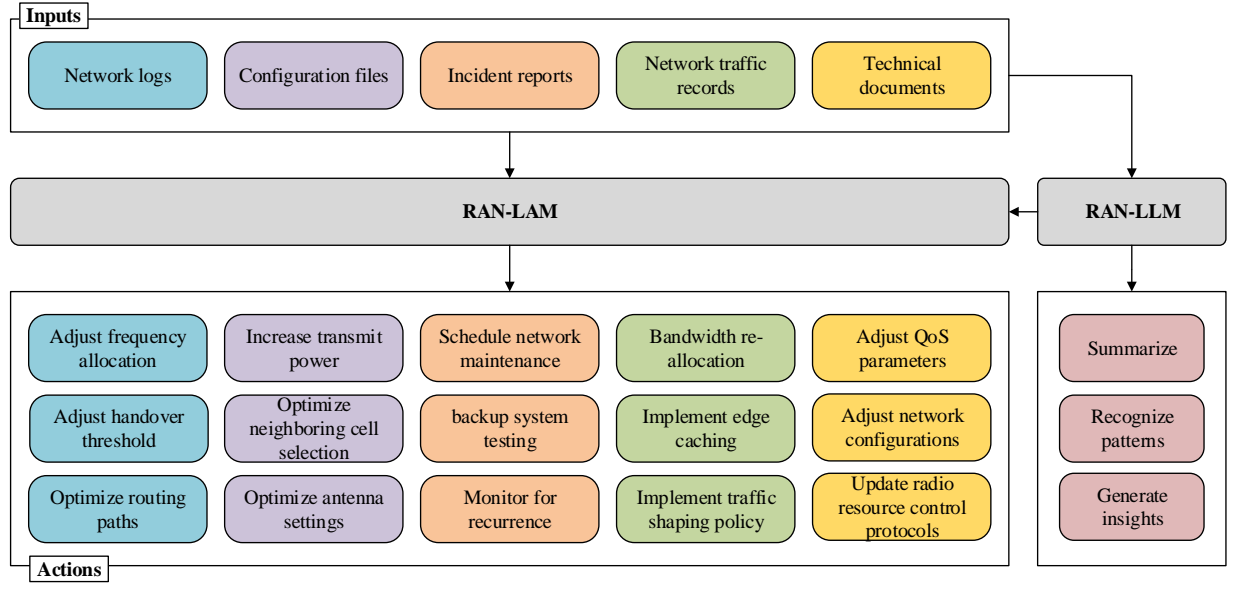 Inputs
Network logs
Configuration files
Incident reports
Network traffic
records
Technical
documents
RAN-LAM
RAN-LLM
Adjust frequency
allocation
Increase transmit
power
Schedule network
maintenance
Bandwidth re-
allocation
Adjust QoS
parameters
Summarize
Adjust handover
threshold
Optimize
neighboring cell
selection
backup system
testing
Implement edge
caching
Adjust network
configurations
Recognize
patterns
Optimize routing
paths
Optimize antenna
settings
Monitor for
recurrence
Implement traffic
shaping policy
Update radio
resource control
protocols
Generate
insights
Actions